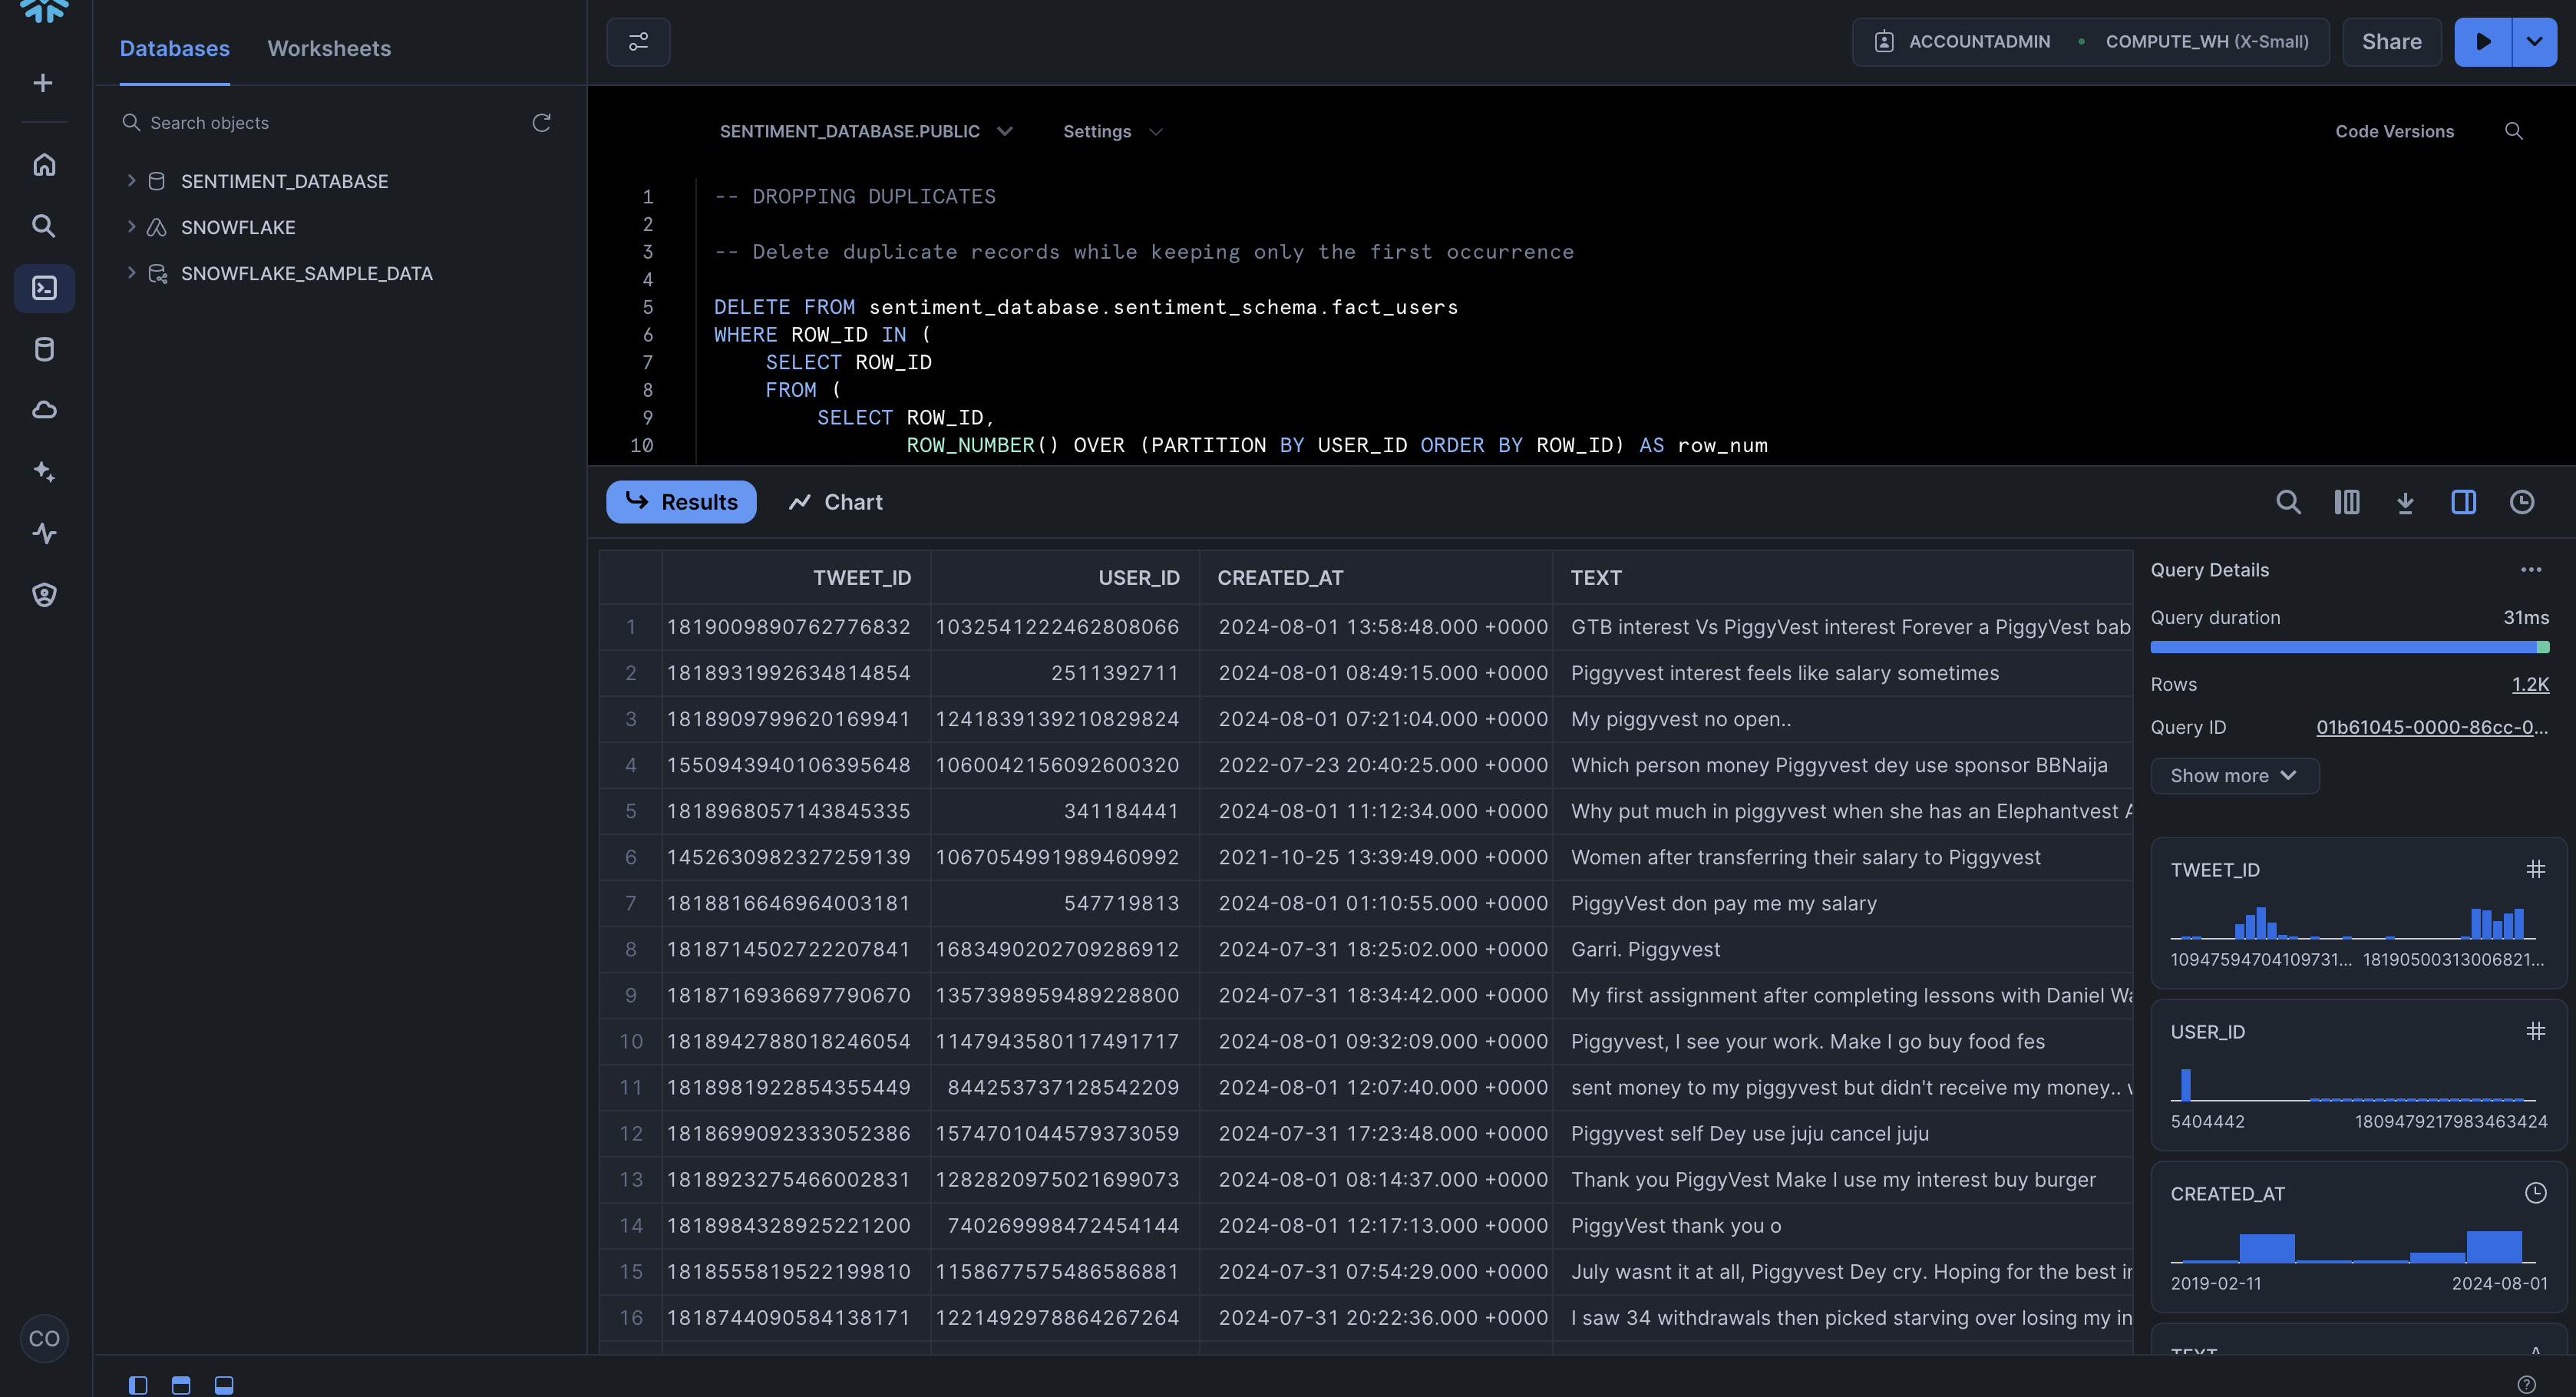 Databases
Worksheets
ACCOUNTADMIN • COMPUTE_WH (X-Small)
Share
Search objects
SENTIMENT_DATABASE
SNOWFLAKE
SNOWFLAKE_SAMPLE_DATA
SENTIMENT_DATABASE.PUBLIC
Settings
Code Versions
1 -- DROPPING DUPLICATES
2
3 -- Delete duplicate records while keeping only the first occurrence
4
5 DELETE FROM sentiment_database.sentiment_schema.fact_users
6 WHERE ROW_ID IN (
7 SELECT ROW_ID
8 FROM (
9 SELECT ROW_ID,
10 ROW_NUMBER() OVER (PARTITION BY USER_ID ORDER BY ROW_ID) AS row_num
Results
Chart
TWEET_ID USER_ID CREATED_AT TEXT
1 1819009890762776832 1032541222462808066 2024-08-01 13:58:48.000 +0000 GTB interest Vs PiggyVest interest Forever a PiggyVest bab
2 1818931992634814854 2511392711 2024-08-01 08:49:15.000 +0000 Piggyvest interest feels like salary sometimes
3 1818909799620169941 1241839139210829824 2024-08-01 07:21:04.000 +0000 My piggyvest no open..
4 1550943940106395648 1060042156092600320 2022-07-23 20:40:25.000 +0000 Which person money Piggyvest dey use sponsor BBNaija
5 1818968057143845335 341184441 2024-08-01 11:12:34.000 +0000 Why put much in piggyvest when she has an Elephantvest A
6 1452630982327259139 1067054991989460992 2021-10-25 13:39:49.000 +0000 Women after transferring their salary to Piggyvest
7 1818816646964003181 547719813 2024-08-01 01:10:55.000 +0000 PiggyVest don pay me my salary
8 1818714502722207841 1683490202709286912 2024-07-31 18:25:02.000 +0000 Garri. Piggyvest
9 1818716936697790670 1357398959489228800 2024-07-31 18:34:42.000 +0000 My first assignment after completing lessons with Daniel Wa
10 1818942788018246054 1147943580117491717 2024-08-01 09:32:09.000 +0000 Piggyvest, I see your work. Make I go buy food fes
11 1818981922854355449 844253737128542209 2024-08-01 12:07:40.000 +0000 sent money to my piggyvest but didn't receive my money.. w
12 1818699092333052386 1574701044579373059 2024-07-31 17:23:48.000 +0000 Piggyvest self Dey use juju cancel juju
13 1818923275466002831 1282820975021699073 2024-08-01 08:14:37.000 +0000 Thank you PiggyVest Make I use my interest buy burger
14 1818984328925221200 740269998472454144 2024-08-01 12:17:13.000 +0000 PiggyVest thank you o
15 1818555819522199810 1158677575486586881 2024-07-31 07:54:29.000 +0000 July wasnt it at all, Piggyvest Dey cry. Hoping for the best in
16 1818744090584138171 1221492978864267264 2024-07-31 20:22:36.000 +0000 I saw 34 withdrawals then picked starving over losing my in
Query Details
...
Query duration 31ms
Rows 1.2K
Query ID 01b61045-0000-86cc-0...
Show more
TWEET_ID
10947594704109731... 18190500313006821...
USER_ID
5404442 1809479217983463424
CREATED_AT
2019-02-11 2024-08-01
TEXT
CO